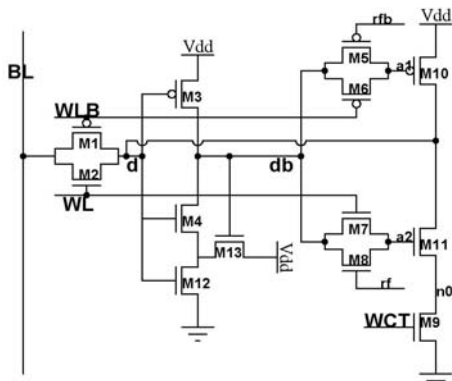 rfb
Vdd
Vdd
BL
M5
a1
M10
M3
WLB
M6
M1
d
db
M2
WL
M4
M7
M13
Vdd
a2
M11
M8
M12
rf
n0
WCT
M9